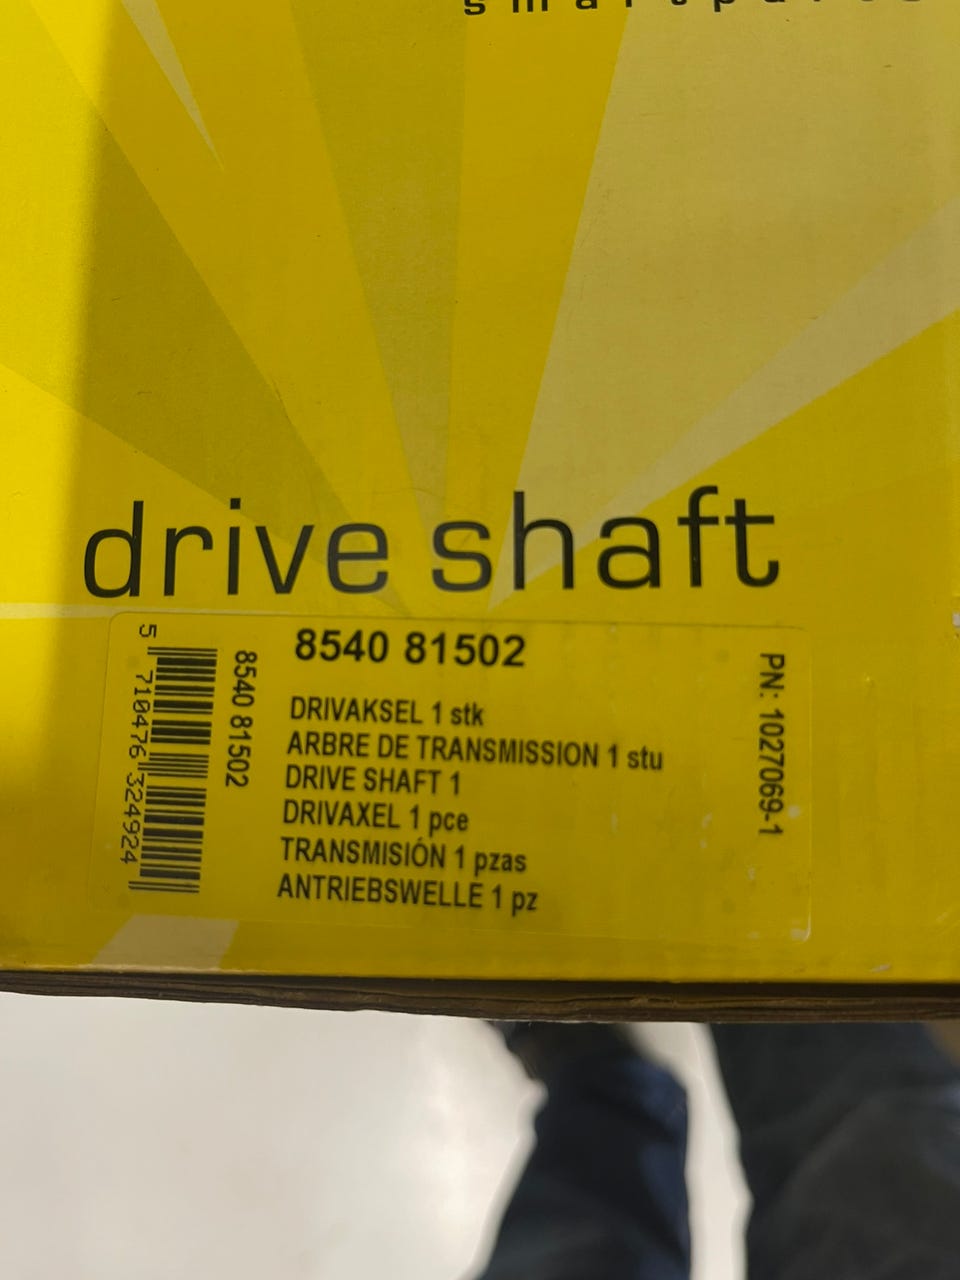 smartparts
drive shaft
8540 81502
DRIVAKSEL 1 stk
ARBRE DE TRANSMISSION 1 stu
DRIVE SHAFT 1
DRIVAXEL 1 pce
TRANSMISIÓN 1 pzas
ANTRIEBSWELLE 1 pz
8540 81502
5 710476 324924
PN: 1027069-1